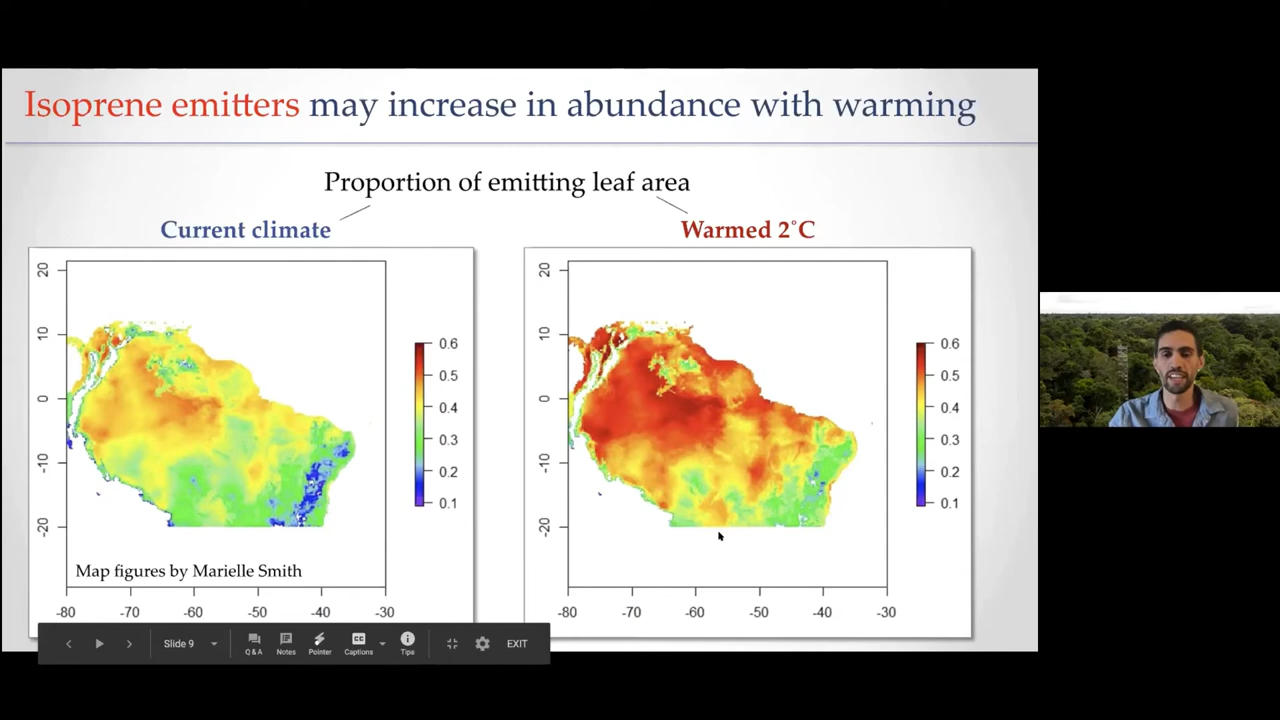 Isoprene emitters may increase in abundance with warming
Proportion of emitting leaf area
Current climate
Warmed 2°C
20
10
0
-10
-20
-80 -70 -60 -50 -40 -30
0.6
0.5
0.4
0.3
0.2
0.1
Map figures by Marielle Smith
20
10
0
-10
-20
-80 -70 -60 -50 -40 -30
0.6
0.5
0.4
0.3
0.2
0.1
Slide 9
Q & A
Notes
Pointer
Captions
Tips
EXIT